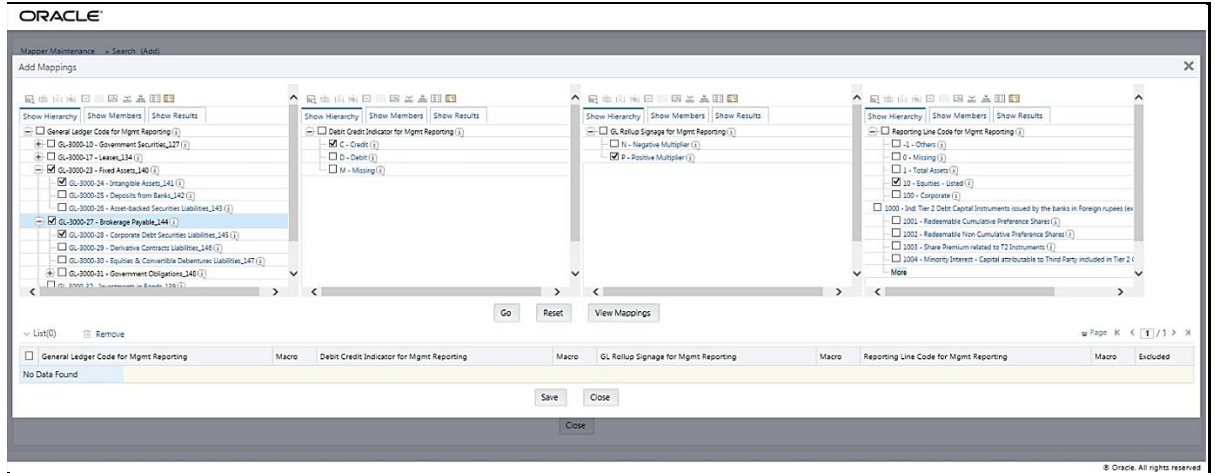 ORACLE
Mapper Maintenance > Search (Add)
Add Mappings
Show Hierarchy Show Members Show Results
General Ledger Code for Mgmt Reporting
GL-3000-10 - Government Securities_127
GL-3000-17 - Leases_134
GL-3000-23 - Fixed Assets_140
GL-3000-24 - Intangible Assets_141
GL-3000-25 - Deposits from Banks_142
GL-3000-26 - Asset-backed Securities Liabilities_143
GL-3000-27 - Brokerage Payable_144
GL-3000-28 - Corporate Debt Securities Liabilities_145
GL-3000-29 - Derivative Contracts Liabilities_146
GL-3000-30 - Equities & Convertible Debentures Liabilities_147
GL-3000-31 - Government Obligations_148
GL-3000-32 - Investments in Bonds_139
Show Hierarchy Show Members Show Results
Debit Credit Indicator for Mgmt Reporting
C - Credit
D - Debit
M - Missing
Show Hierarchy Show Members Show Results
GL Rollup Signage for Mgmt Reporting
N - Negative Multiplier
P - Positive Multiplier
Show Hierarchy Show Members Show Results
Reporting Line Code for Mgmt Reporting
-1 - Others
0 - Missing
1 - Total Assets
10 - Equities - Listed
100 - Corporate
1000 - Ind: Tier 2 Debt Capital Instruments issued by the banks in Foreign rupees (ex
1001 - Redeemable Cumulative Preference Shares
1002 - Redeemable Non Cumulative Preference Shares
1003 - Share Premium related to T2 Instruments
1004 - Minority Interest - Capital attributable to Third Party included in Tier 2 (
More
Go Reset View Mappings
List(0) Remove Page 1 / 1
General Ledger Code for Mgmt Reporting Macro Debit Credit Indicator for Mgmt Reporting Macro GL Rollup Signage for Mgmt Reporting Macro Reporting Line Code for Mgmt Reporting Macro Excluded
No Data Found
Save Close
Close
® Oracle. All rights reserved